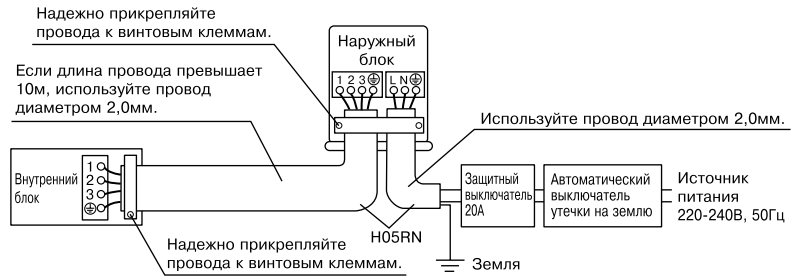 Надежно прикрепляйте
провода к винтовым клеммам.
Наружный
блок
1 2 3
L N
Если длина провода превышает
10м, используйте провод
диаметром 2,0мм.
Используйте провод диаметром 2,0мм.
Внутренний
блок
1
2
3
Защитный
выключатель
20А
Автоматический
выключатель
утечки на землю
Источник
питания
220-240В, 50Гц
H05RN
Надежно прикрепляйте
провода к винтовым клеммам.
Земля